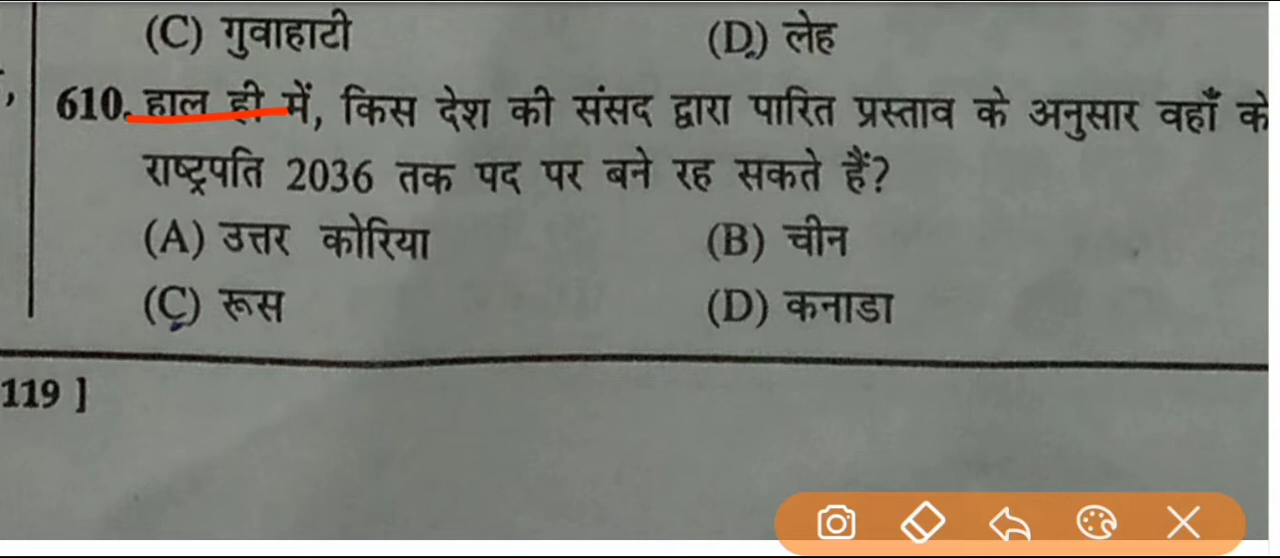 (C) गुवाहाटी (D) लेह
610. हाल ही में, किस देश की संसद द्वारा पारित प्रस्ताव के अनुसार वहाँ के
राष्ट्रपति 2036 तक पद पर बने रह सकते हैं?
(A) उत्तर कोरिया (B) चीन
(C) रूस (D) कनाडा
119 ]